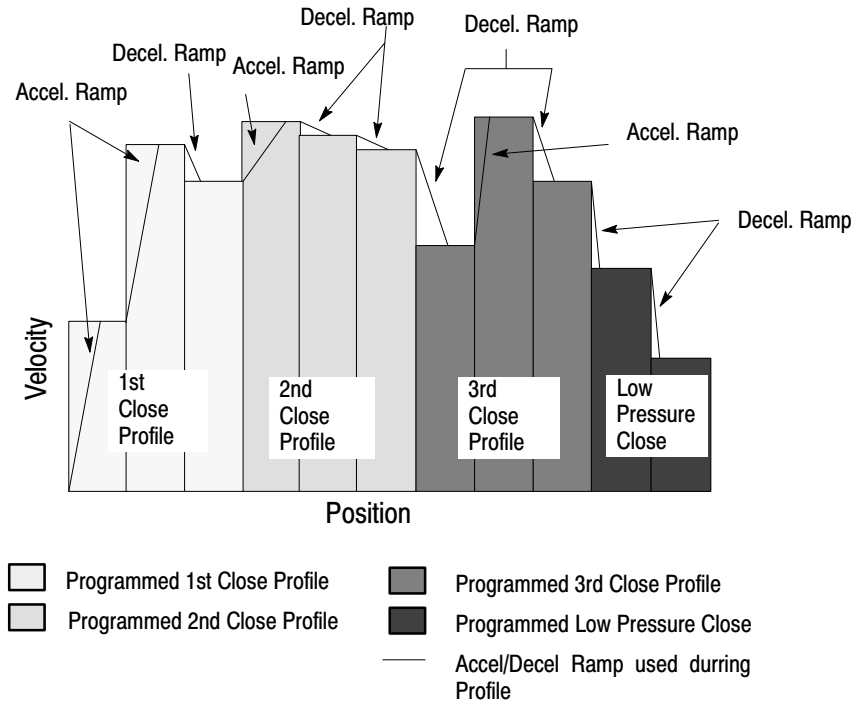 Decel. Ramp
Decel. Ramp
Decel. Ramp
Accel. Ramp
Accel. Ramp
Accel. Ramp
Decel. Ramp
Velocity
1st
Close
Profile
2nd
Close
Profile
3rd
Close
Profile
Low
Pressure
Close
Position
Programmed 1st Close Profile
Programmed 2nd Close Profile
Programmed 3rd Close Profile
Programmed Low Pressure Close
Accel/Decel Ramp used durring
Profile